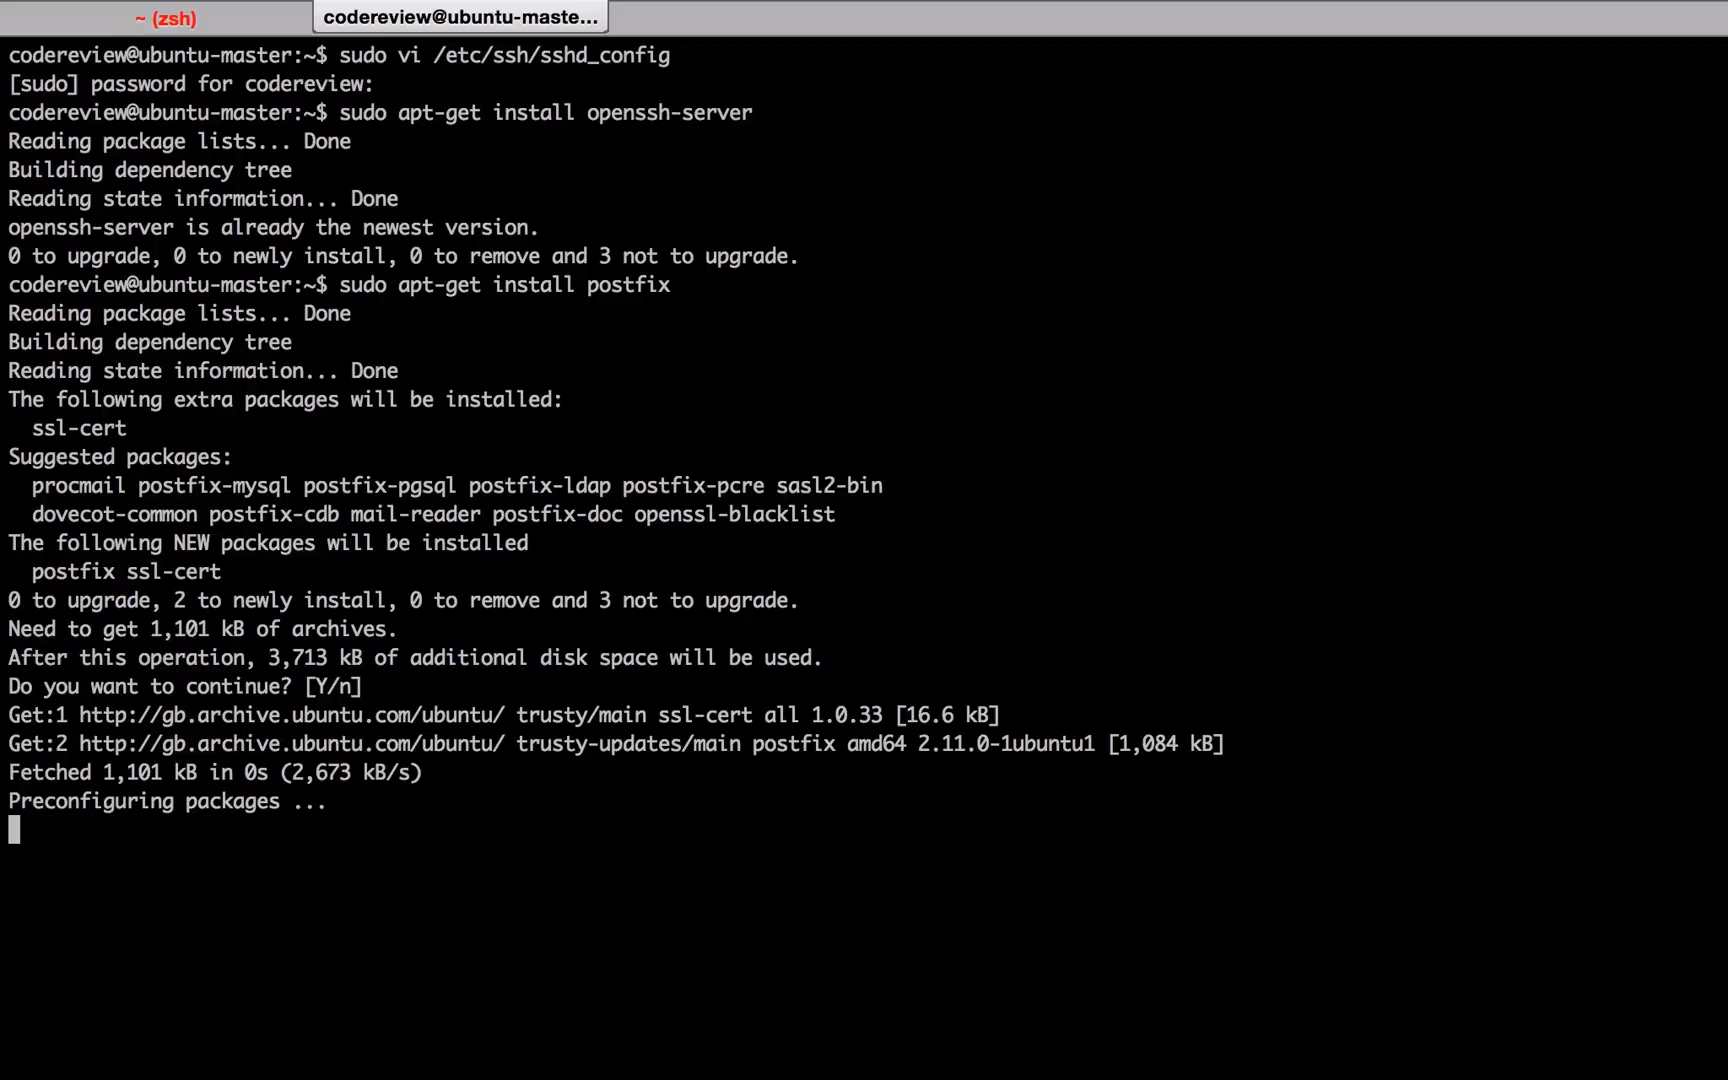 ~ (zsh)
codereview@ubuntu-maste...
codereview@ubuntu-master:~$ sudo vi /etc/ssh/sshd_config
[sudo] password for codereview:
codereview@ubuntu-master:~$ sudo apt-get install openssh-server
Reading package lists... Done
Building dependency tree
Reading state information... Done
openssh-server is already the newest version.
0 to upgrade, 0 to newly install, 0 to remove and 3 not to upgrade.
codereview@ubuntu-master:~$ sudo apt-get install postfix
Reading package lists... Done
Building dependency tree
Reading state information... Done
The following extra packages will be installed:
  ssl-cert
Suggested packages:
  procmail postfix-mysql postfix-pgsql postfix-ldap postfix-pcre sasl2-bin
  dovecot-common postfix-cdb mail-reader postfix-doc openssl-blacklist
The following NEW packages will be installed
  postfix ssl-cert
0 to upgrade, 2 to newly install, 0 to remove and 3 not to upgrade.
Need to get 1,101 kB of archives.
After this operation, 3,713 kB of additional disk space will be used.
Do you want to continue? [Y/n]
Get:1 http://gb.archive.ubuntu.com/ubuntu/ trusty/main ssl-cert all 1.0.33 [16.6 kB]
Get:2 http://gb.archive.ubuntu.com/ubuntu/ trusty-updates/main postfix amd64 2.11.0-1ubuntu1 [1,084 kB]
Fetched 1,101 kB in 0s (2,673 kB/s)
Preconfiguring packages ...